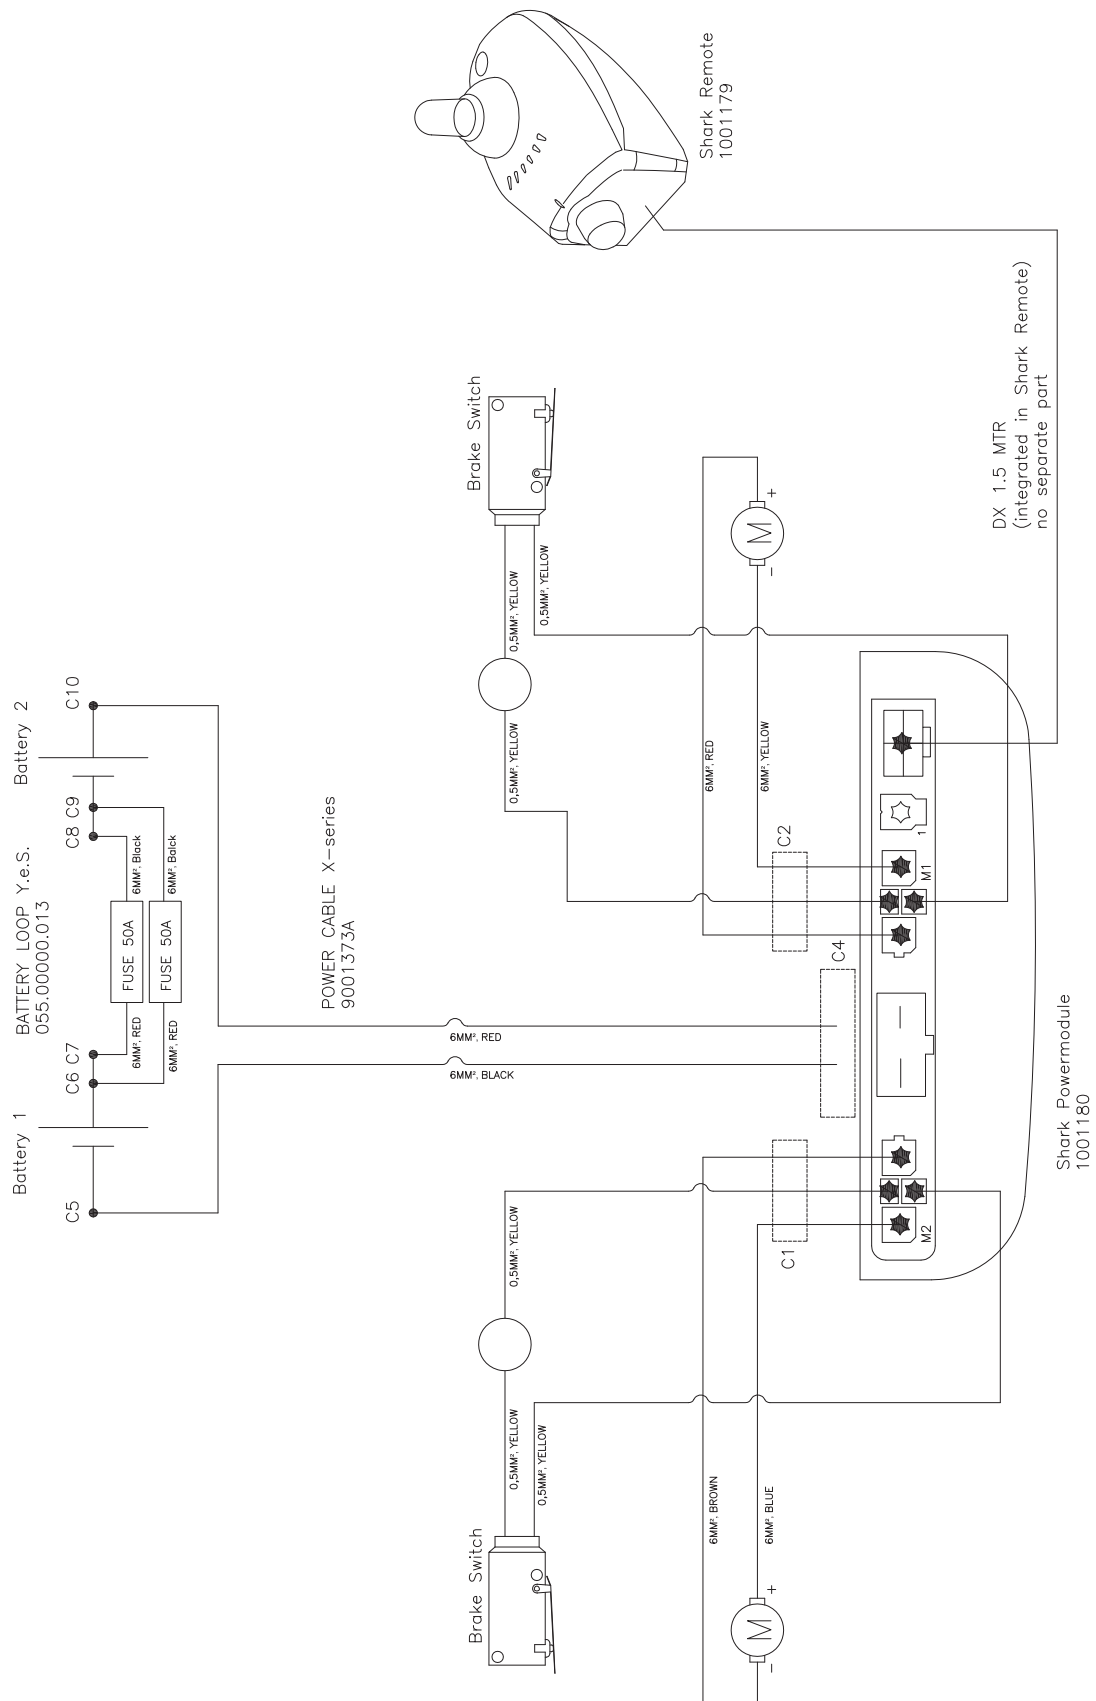 Battery 1
BATTERY LOOP Y.e.S.
055.00000.013
Battery 2
C5
C6 C7
C8 C9
C10
6MM², RED
FUSE 50A
6MM², Black
6MM², RED
FUSE 50A
6MM², Balck
POWER CABLE X-series
9001373A
6MM², RED
6MM², BLACK
Brake Switch
0,5MM², YELLOW
0,5MM², YELLOW
0,5MM², YELLOW
Brake Switch
0,5MM², YELLOW
0,5MM², YELLOW
0,5MM², YELLOW
Shark Remote
1001179
6MM², BROWN
6MM², BLUE
- M +
6MM², RED
6MM², YELLOW
- M +
C1
C4
C2
M2
M1
1
DX 1.5 MTR
(integrated in Shark Remote)
no separate part
Shark Powermodule
1001180